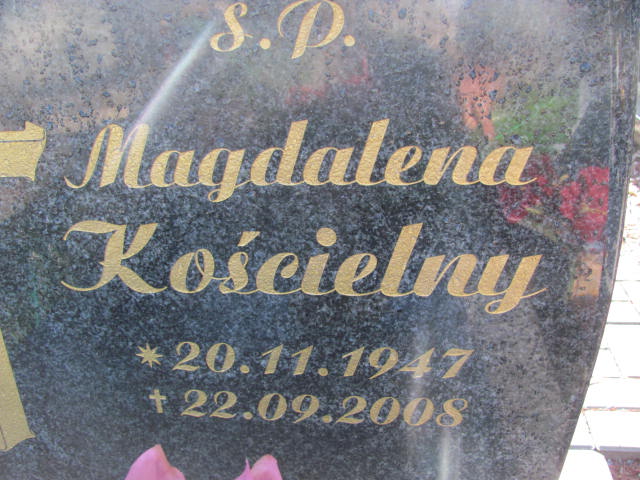 Ś.P.
Magdalena
Kościelny
* 20.11.1947
† 22.09.2008